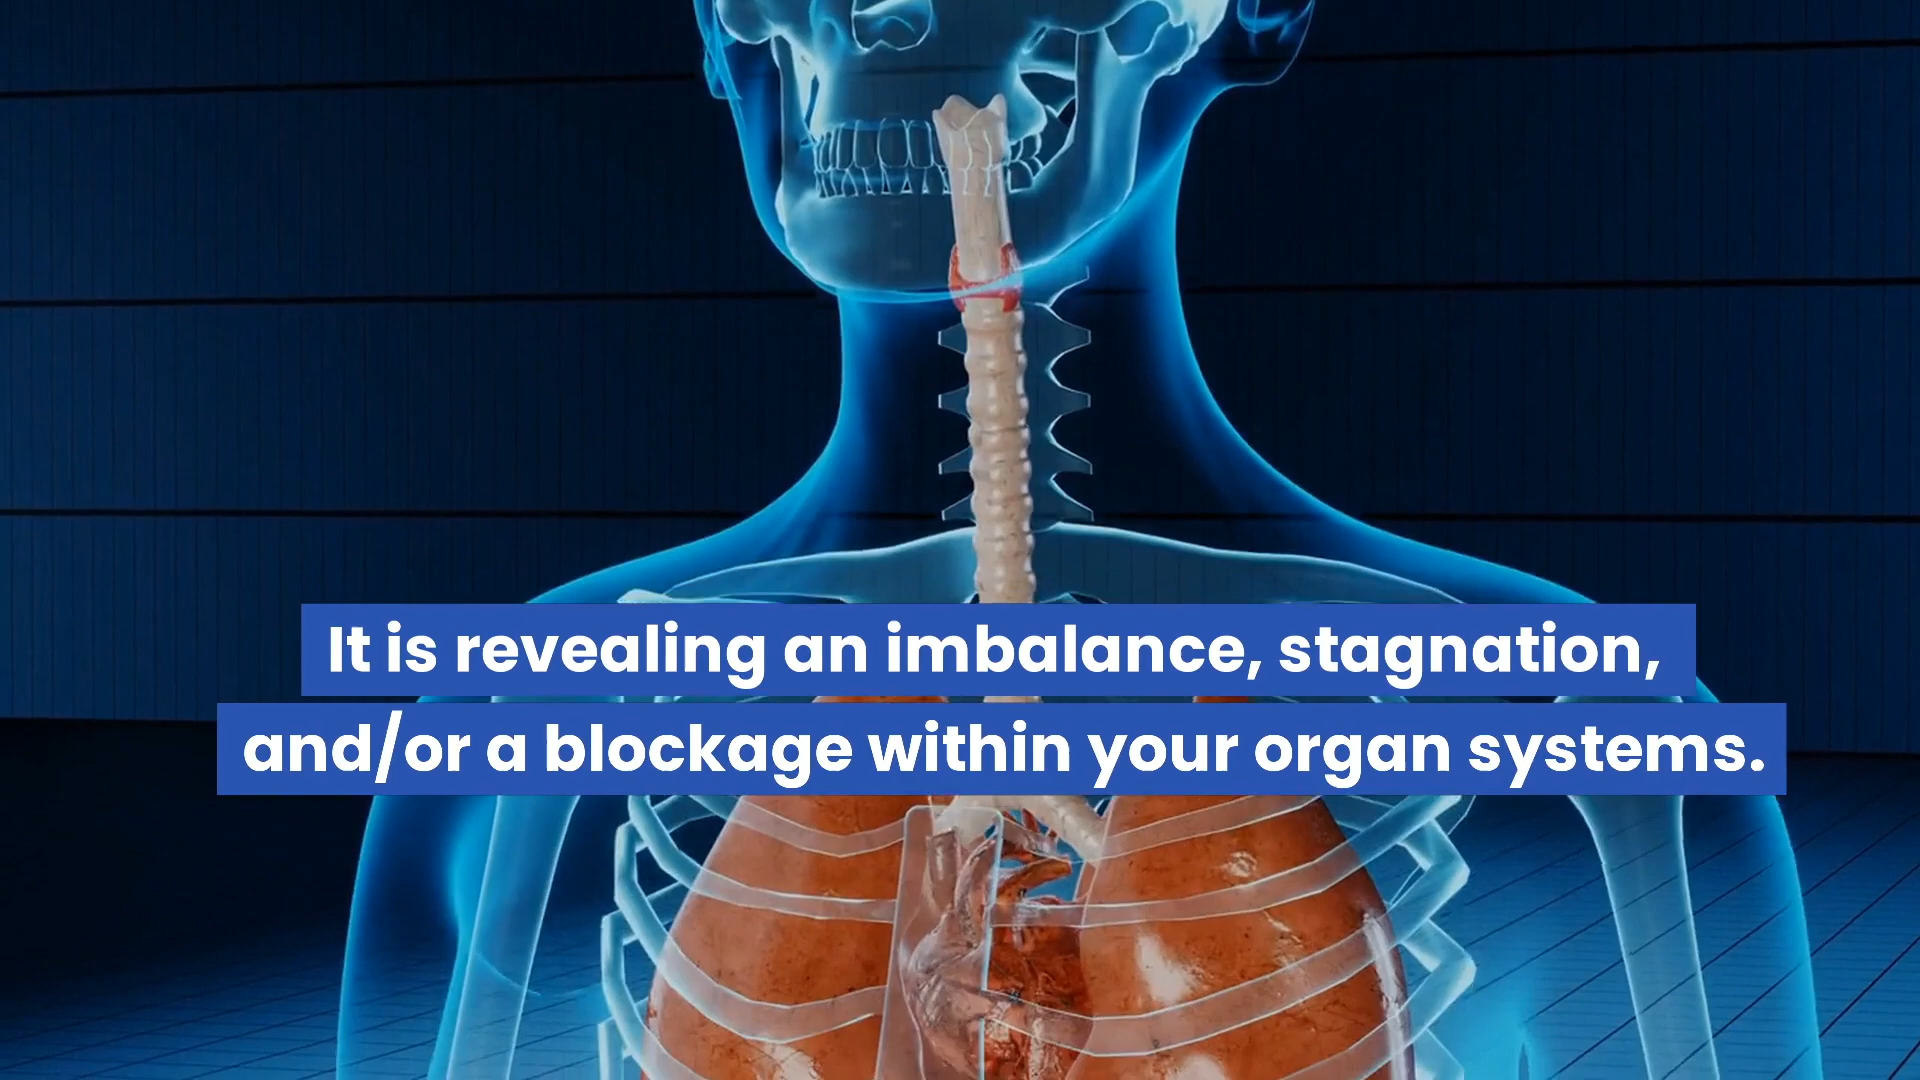 It is revealing an imbalance, stagnation,
and/or a blockage within your organ systems.